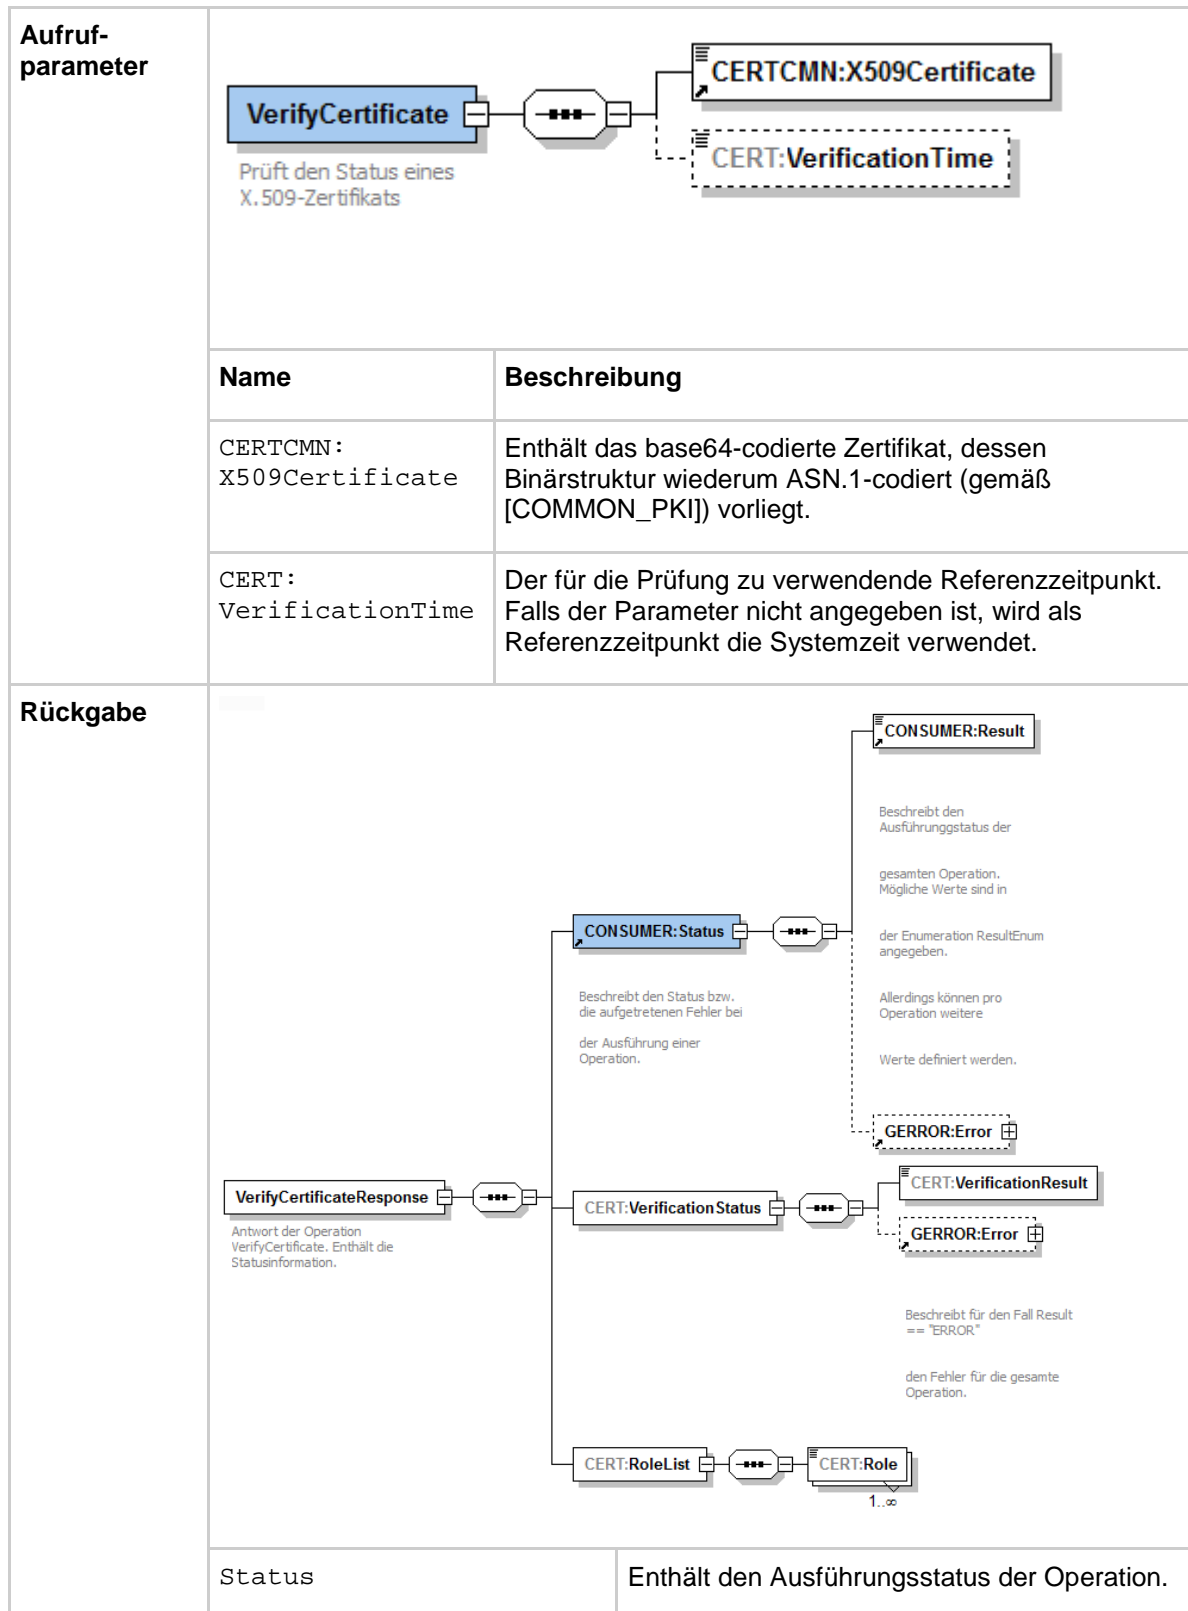 Aufruf-
parameter
CERTCMN:X509Certificate
VerifyCertificate
CERT:VerificationTime
Prüft den Status eines
X.509-Zertifikats
Name
Beschreibung
CERTCMN:
X509Certificate
Enthält das base64-codierte Zertifikat, dessen
Binärstruktur wiederum ASN.1-codiert (gemäß
[COMMON_PKI]) vorliegt.
CERT:
VerificationTime
Der für die Prüfung zu verwendende Referenzzeitpunkt.
Falls der Parameter nicht angegeben ist, wird als
Referenzzeitpunkt die Systemzeit verwendet.
Rückgabe
CONSUMER:Result
Beschreibt den
Ausführunggstatus der
gesamten Operation.
Mögliche Werte sind in
der Enumeration ResultEnum
angegeben.
Allerdings können pro
Operation weitere
Werte definiert werden.
CONSUMER:Status
Beschreibt den Status bzw.
die aufgetretenen Fehler bei
der Ausführung einer
Operation.
GERROR:Error
VerifyCertificateResponse
Antwort der Operation
VerifyCertificate. Enthält die
Statusinformation.
CERT:VerificationStatus
CERT:VerificationResult
GERROR:Error
Beschreibt für den Fall Result
== "ERROR"
den Fehler für die gesamte
Operation.
CERT:RoleList
CERT:Role
1..∞
Status
Enthält den Ausführungsstatus der Operation.